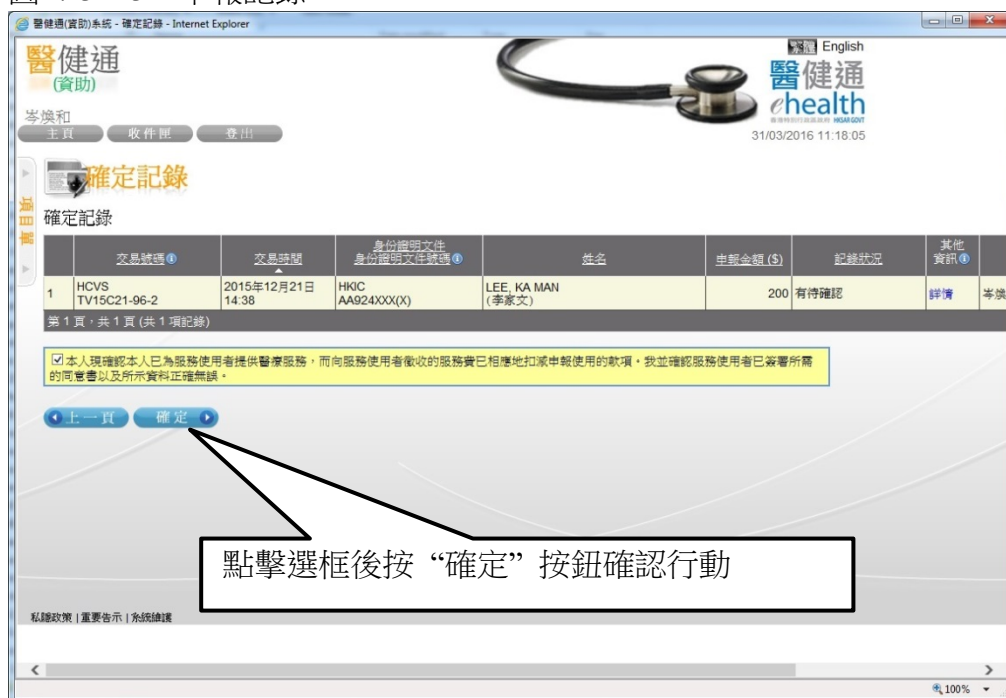 醫健通(資助)系統 - 確定記錄 - Internet Explorer
醫健通
(資助)
English
醫健通
ehealth
岑煥和
主頁
收件匣
登出
31/03/2016 11:18:05
確定記錄
項目單
確定記錄
交易號碼
交易時間
身份證明文件
身份證明文件號碼
姓名
申報金額 ($)
記錄狀況
其他
資訊
1
HCVS
TV15C21-96-2
2015年12月21日
14:38
HKIC
AA924XXX(X)
LEE, KA MAN
(李家文)
200
有待確認
詳情
岑煥
第 1 頁，共 1 頁 (共 1 項記錄)
本人現確認本人已為服務使用者提供醫療服務，而向服務使用者徵收的服務費已相應地扣減申報使用的款項。我並確認服務使用者已簽署所需
的同意書以及所示資料正確無誤。
上一頁
確定
點擊選框後按“確定”按鈕確認行動
私隱政策 | 重要告示 | 系統維護
100%